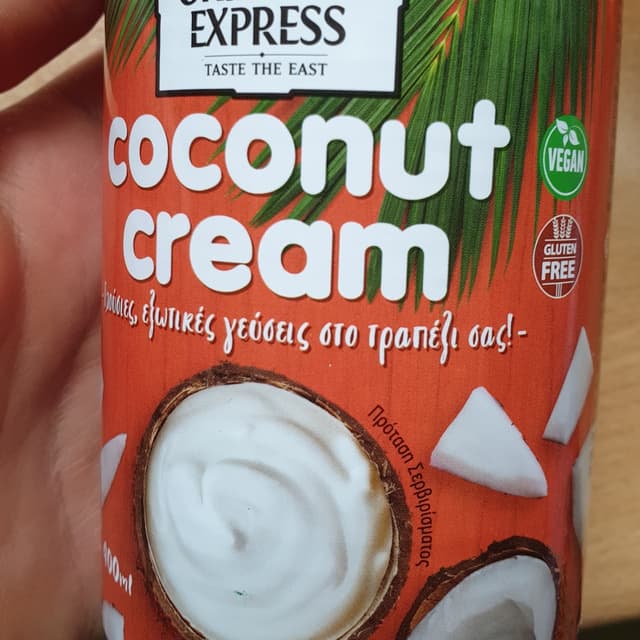 EXPRESS
TASTE THE EAST
coconut
cream
VEGAN
GLUTEN
FREE
εξωτικές γεύσεις στο τραπέζι σας!-
Πρόταση Σερβιρίσματος